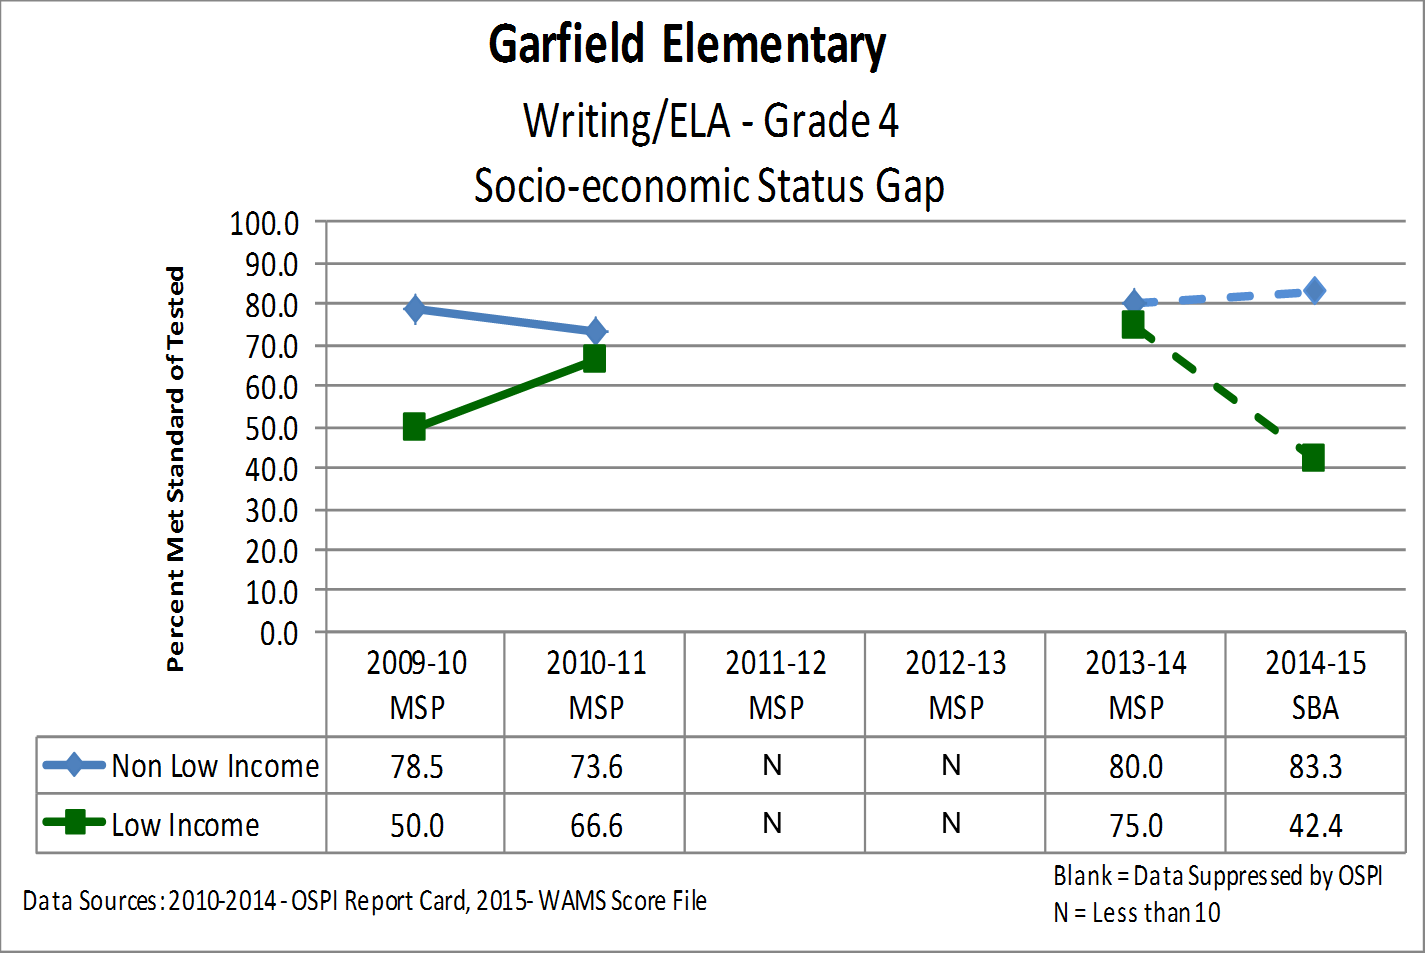 Garfield Elementary
Writing/ELA - Grade 4
Socio-economic Status Gap
Percent Met Standard of Tested
100.0
90.0
80.0
70.0
60.0
50.0
40.0
30.0
20.0
10.0
0.0
2009-10 2010-11 2011-12 2012-13 2013-14 2014-15
MSP MSP MSP MSP MSP SBA
Non Low Income 78.5 73.6 N N 80.0 83.3
Low Income 50.0 66.6 N N 75.0 42.4
Data Sources: 2010-2014 - OSPI Report Card, 2015- WAMS Score File
Blank = Data Suppressed by OSPI
N = Less than 10